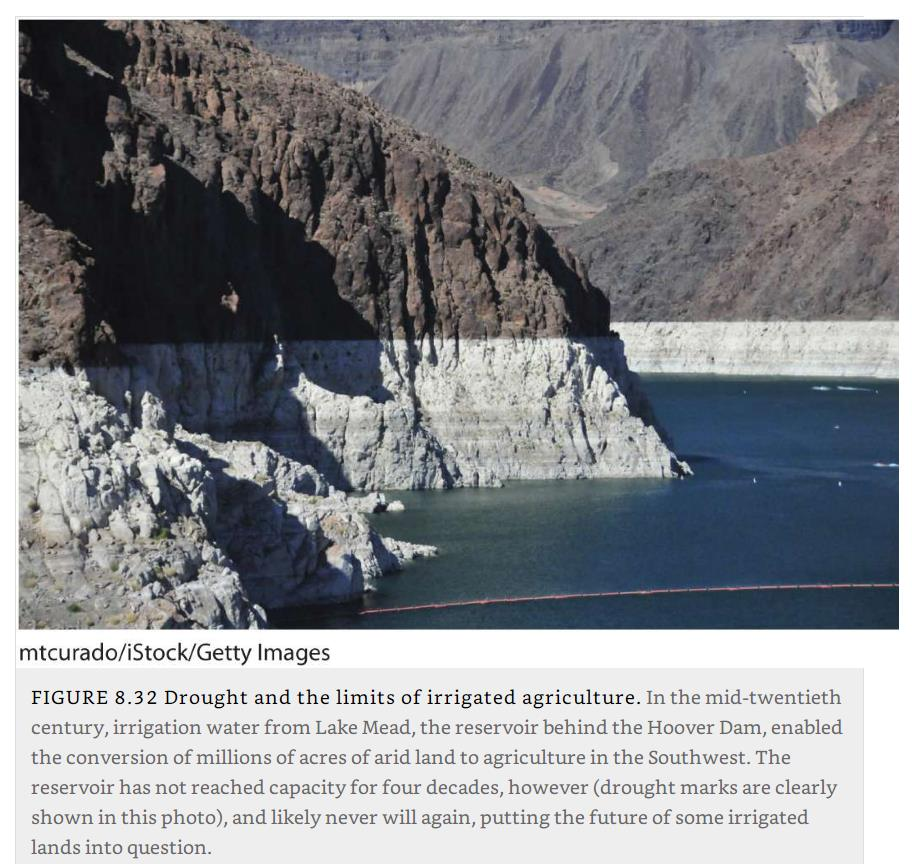 mtcurado/iStock/Getty Images
FIGURE 8.32 Drought and the limits of irrigated agriculture. In the mid-twentieth
century, irrigation water from Lake Mead, the reservoir behind the Hoover Dam, enabled
the conversion of millions of acres of arid land to agriculture in the Southwest. The
reservoir has not reached capacity for four decades, however (drought marks are clearly
shown in this photo), and likely never will again, putting the future of some irrigated
lands into question.